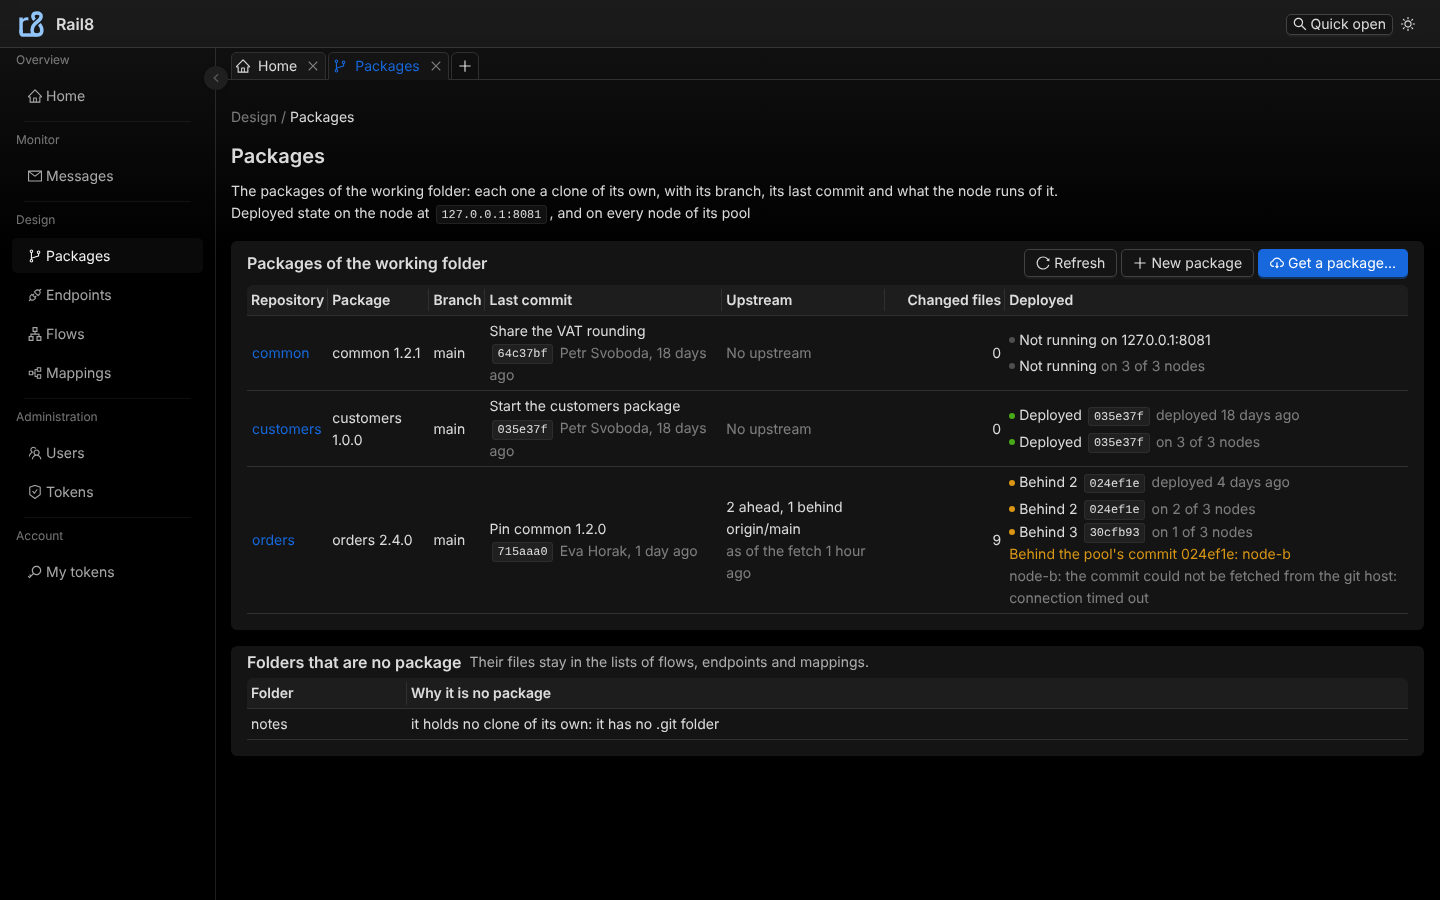 Rail8
Quick open
Overview
Home
Monitor
Messages
Design
Packages
Endpoints
Flows
Mappings
Administration
Users
Tokens
Account
My tokens
Home
Packages
Design / Packages
Packages
The packages of the working folder: each one a clone of its own, with its branch, its last commit and what the node runs of it.
Deployed state on the node at 127.0.0.1:8081, and on every node of its pool
Packages of the working folder
Refresh
New package
Get a package...
Repository Package Branch Last commit Upstream Changed files Deployed
common
common 1.2.1
main
Share the VAT rounding
64c37bf Petr Svoboda, 18 days
ago
No upstream
0
Not running on 127.0.0.1:8081
Not running on 3 of 3 nodes
customers
customers
1.0.0
main
Start the customers package
035e37f Petr Svoboda, 18 days
ago
No upstream
0
Deployed 035e37f deployed 18 days ago
Deployed 035e37f on 3 of 3 nodes
orders
orders 2.4.0
main
Pin common 1.2.0
715aaa0 Eva Horak, 1 day ago
2 ahead, 1 behind
origin/main
as of the fetch 1 hour
ago
9
Behind 2 024ef1e deployed 4 days ago
Behind 2 024ef1e on 2 of 3 nodes
Behind 3 30cfb93 on 1 of 3 nodes
Behind the pool's commit 024ef1e: node-b
node-b: the commit could not be fetched from the git host:
connection timed out
Folders that are no package Their files stay in the lists of flows, endpoints and mappings.
Folder Why it is no package
notes it holds no clone of its own: it has no .git folder